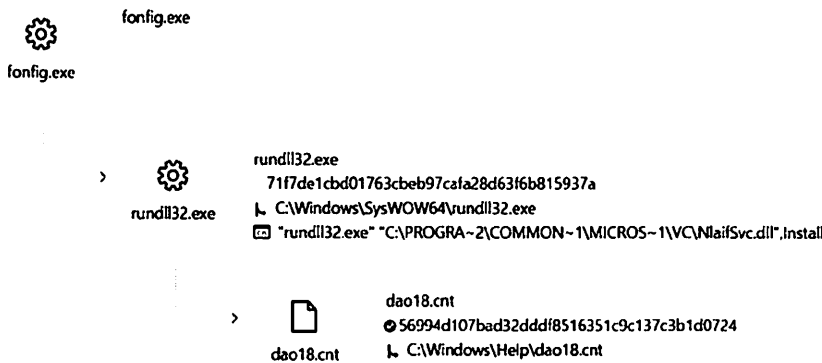 fonfig.exe
fonfig.exe
rundll32.exe
71f7de1cbd01763cbeb97cafa28d63f6b815937a
rundll32.exe
C:\Windows\SysWOW64\rundll32.exe
"rundll32.exe" "C:\PROGRA~2\COMMON~1\MICROS~1\VC\NlaifSvc.dll",Install
dao18.cnt
56994d107bad32dddf8516351c9c137c3b1d0724
dao18.cnt
C:\Windows\Help\dao18.cnt